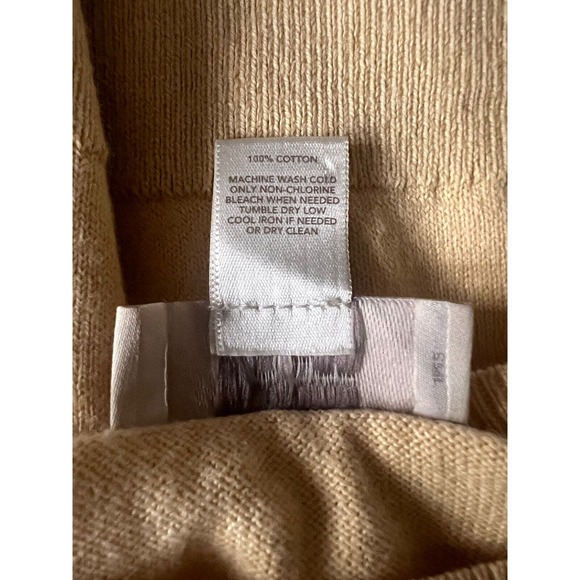 100% COTTON
MACHINE WASH COLD
ONLY NON-CHLORINE
BLEACH WHEN NEEDED
TUMBLE DRY LOW
COOL IRON IF NEEDED
OR DRY CLEAN